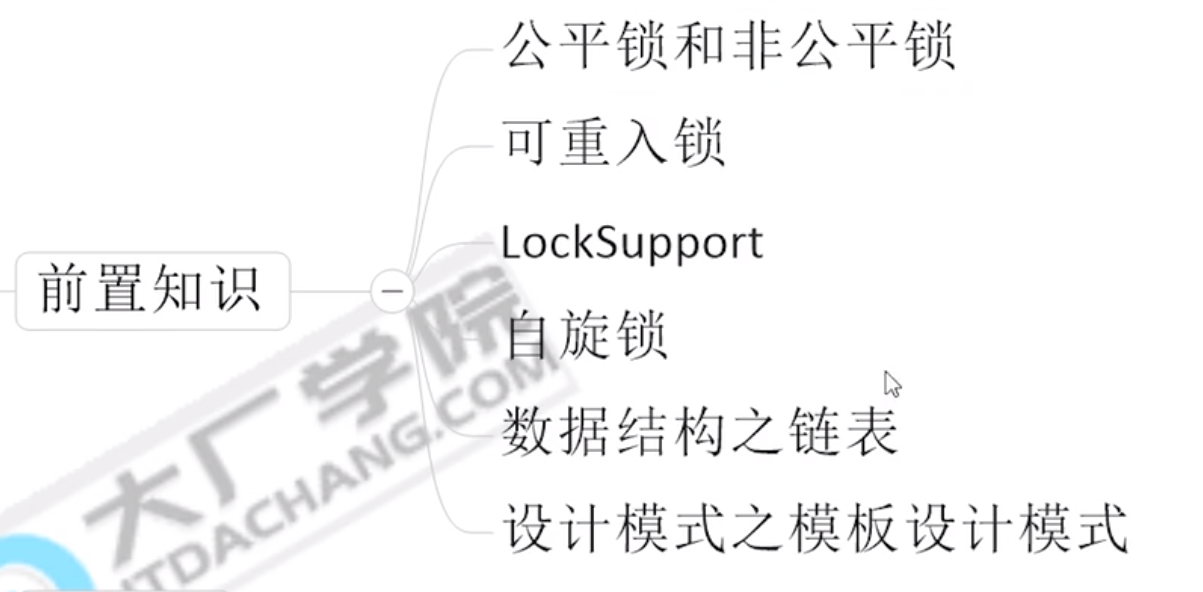 公平锁和非公平锁
可重入锁
LockSupport
前置知识
自旋锁
数据结构之链表
设计模式之模板设计模式
大厂学院
ITDACHANG.COM